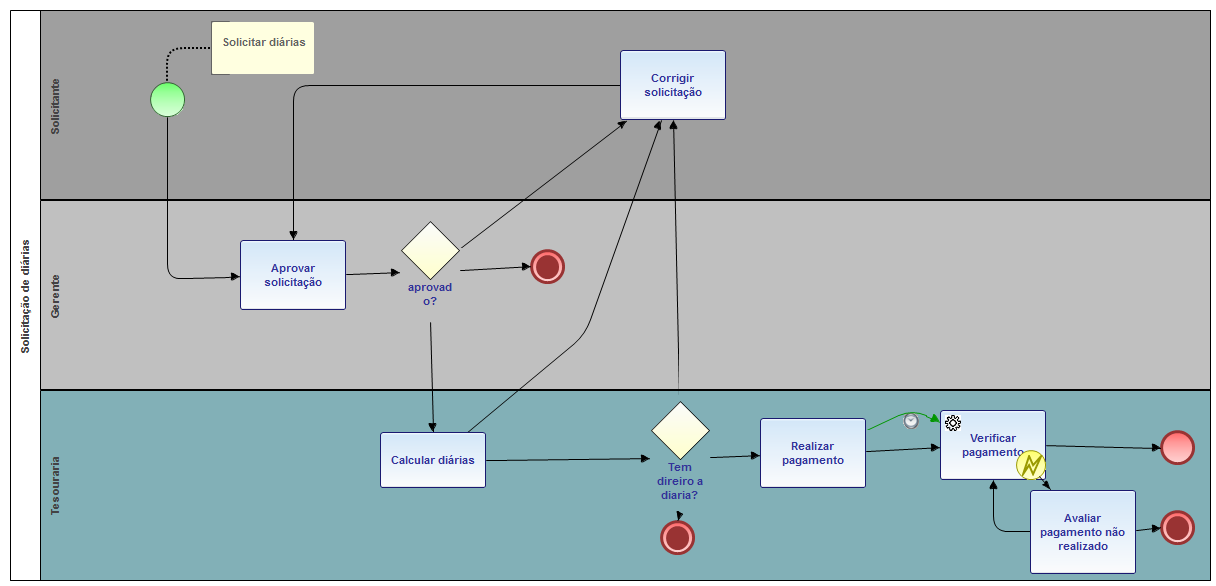 Solicitação de diárias
Solicitante
Solicitar diárias
Corrigir
solicitação
Gerente
Aprovar
solicitação
aprovad
o?
Tesouraria
Calcular diárias
Tem
direiro a
diaria?
Realizar
pagamento
Verificar
pagamento
Avaliar
pagamento não
realizado